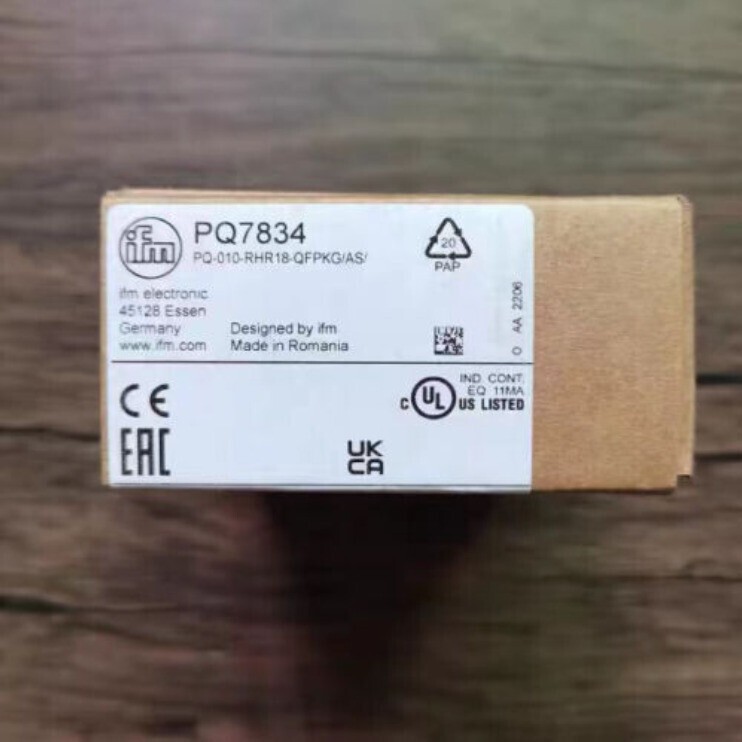 ifm
PQ7834
PQ-010-RHR18-QFPKG/AS/
20
PAP
ifm electronic
45128 Essen
Germany
www.ifm.com
Designed by ifm
Made in Romania
O AA 2206
CE
EAC
UK
CA
C UL US LISTED
IND. CONT.
EQ 11MA